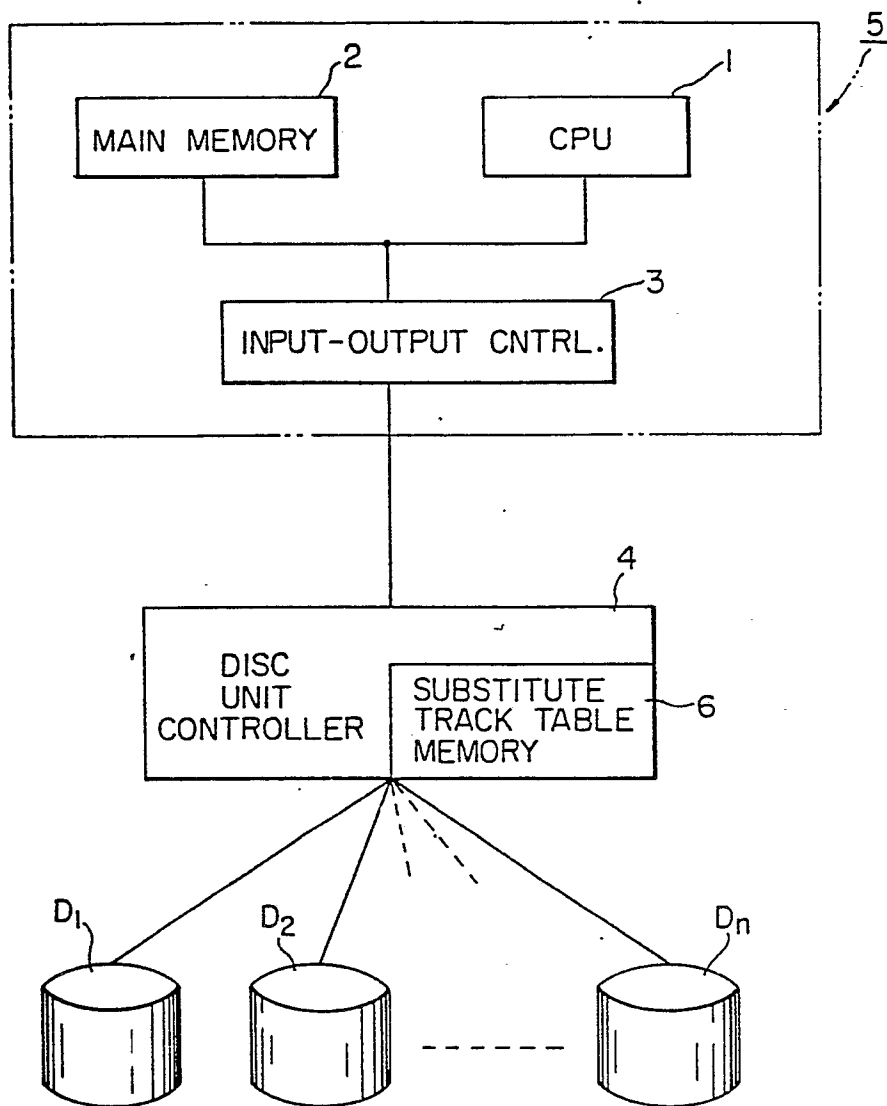 5
2
1
MAIN MEMORY
CPU
3
INPUT-OUTPUT CNTRL.
4
DISC
UNIT
CONTROLLER
SUBSTITUTE
TRACK TABLE
MEMORY
6
D1
D2
Dn